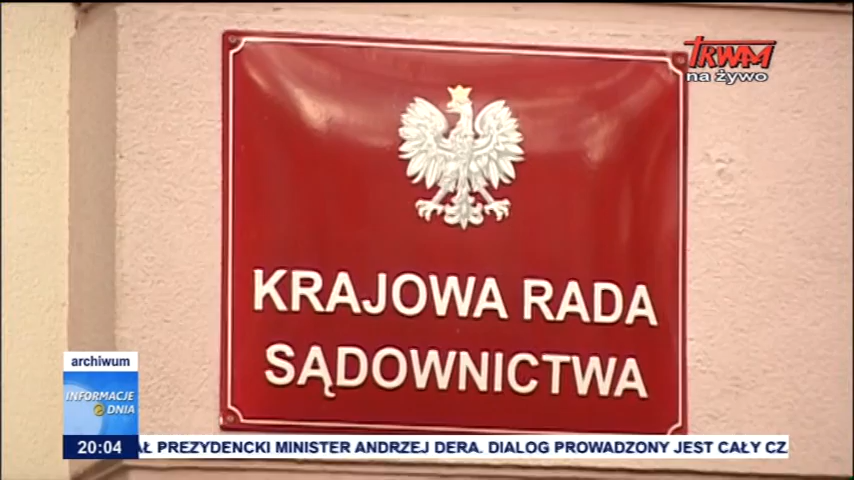 TRWAM
na żywo
KRAJOWA RADA
SĄDOWNICTWA
archiwum
INFORMACJE
DNIA
20:04
AŁ PREZYDENCKI MINISTER ANDRZEJ DERA. DIALOG PROWADZONY JEST CAŁY CZ